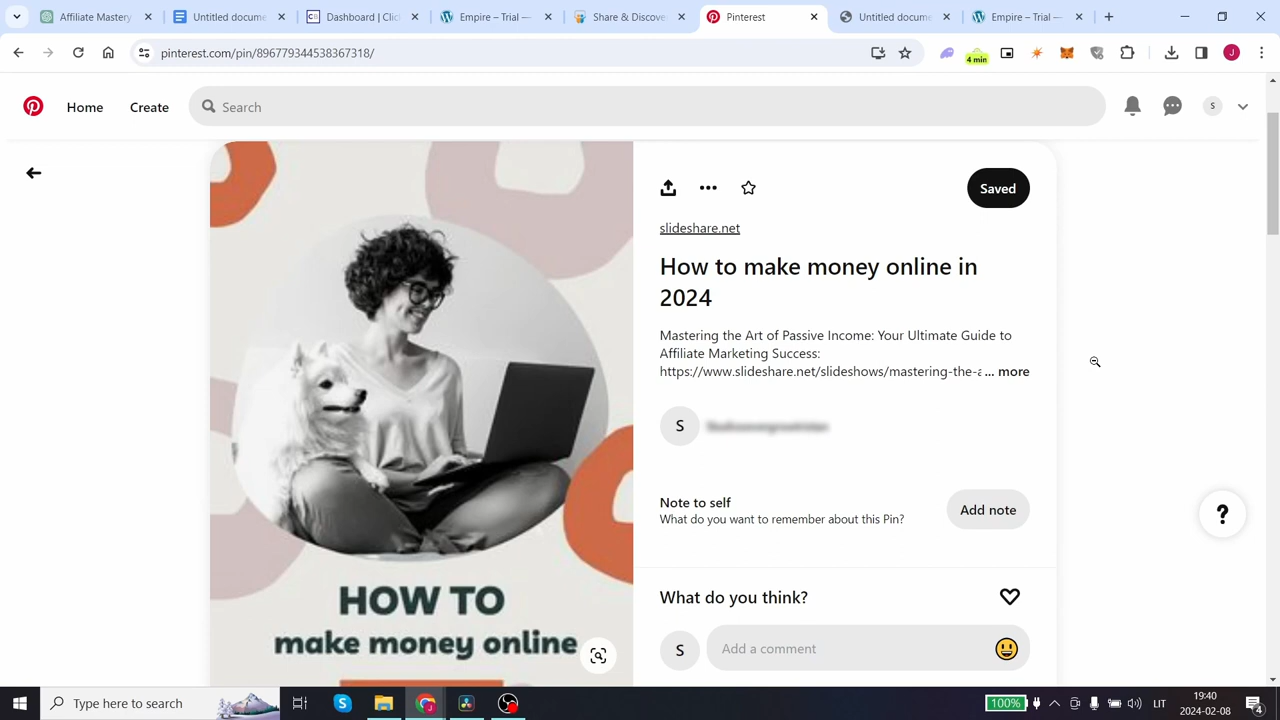 Affiliate Mastery
Untitled docume
Dashboard | Clic
Empire – Trial —
Share & Discove
Pinterest
Untitled docume
Empire – Trial —
pinterest.com/pin/896779344538367318/
4 min
J
Home
Create
Search
S
slideshare.net
Saved
How to make money online in
2024
Mastering the Art of Passive Income: Your Ultimate Guide to
Affiliate Marketing Success:
https://www.slideshare.net/slideshows/mastering-the-a ... more
S
Note to self
What do you want to remember about this Pin?
Add note
?
What do you think?
S
Add a comment
HOW TO
make money online
Type here to search
100%
LIT
19:40
2024-02-08
4